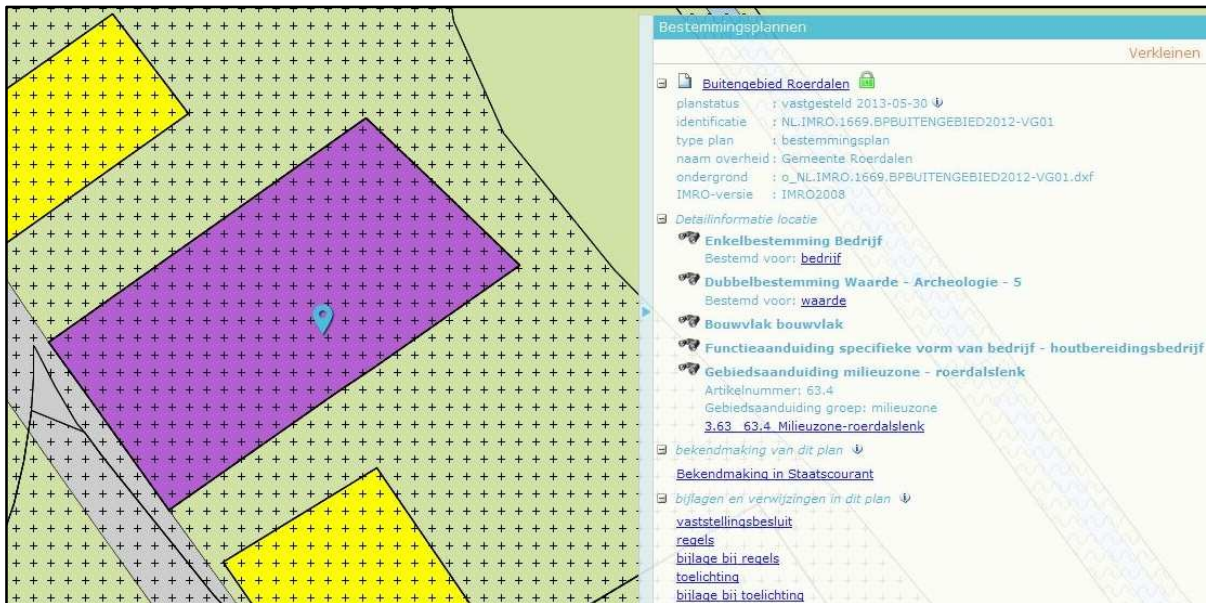 Bestemmingsplannen
Verkleinen
Buitengebied Roerdalen
planstatus : vastgesteld 2013-05-30
identificatie : NL.IMRO.1669.BPBUITENGEBIED2012-VG01
type plan : bestemmingsplan
naam overheid : Gemeente Roerdalen
ondergrond : o_NL.IMRO.1669.BPBUITENGEBIED2012-VG01.dxf
IMRO-versie : IMRO2008
Detailinformatie locatie
Enkelbestemming Bedrijf
Bestemd voor: bedrijf
Dubbelbestemming Waarde - Archeologie - 5
Bestemd voor: waarde
Bouwvlak bouwvlak
Functieaanduiding specifieke vorm van bedrijf - houtbereidingsbedrijf
Gebiedsaanduiding milieuzone - roerdalslenk
Artikelnummer: 63.4
Gebiedsaanduiding groep: milieuzone
3.63 63.4 Milieuzone-roerdalslenk
bekendmaking van dit plan
Bekendmaking in Staatscourant
bijlagen en verwijzingen in dit plan
vaststellingsbesluit
regels
bijlage bij regels
toelichting
bijlage bij toelichting